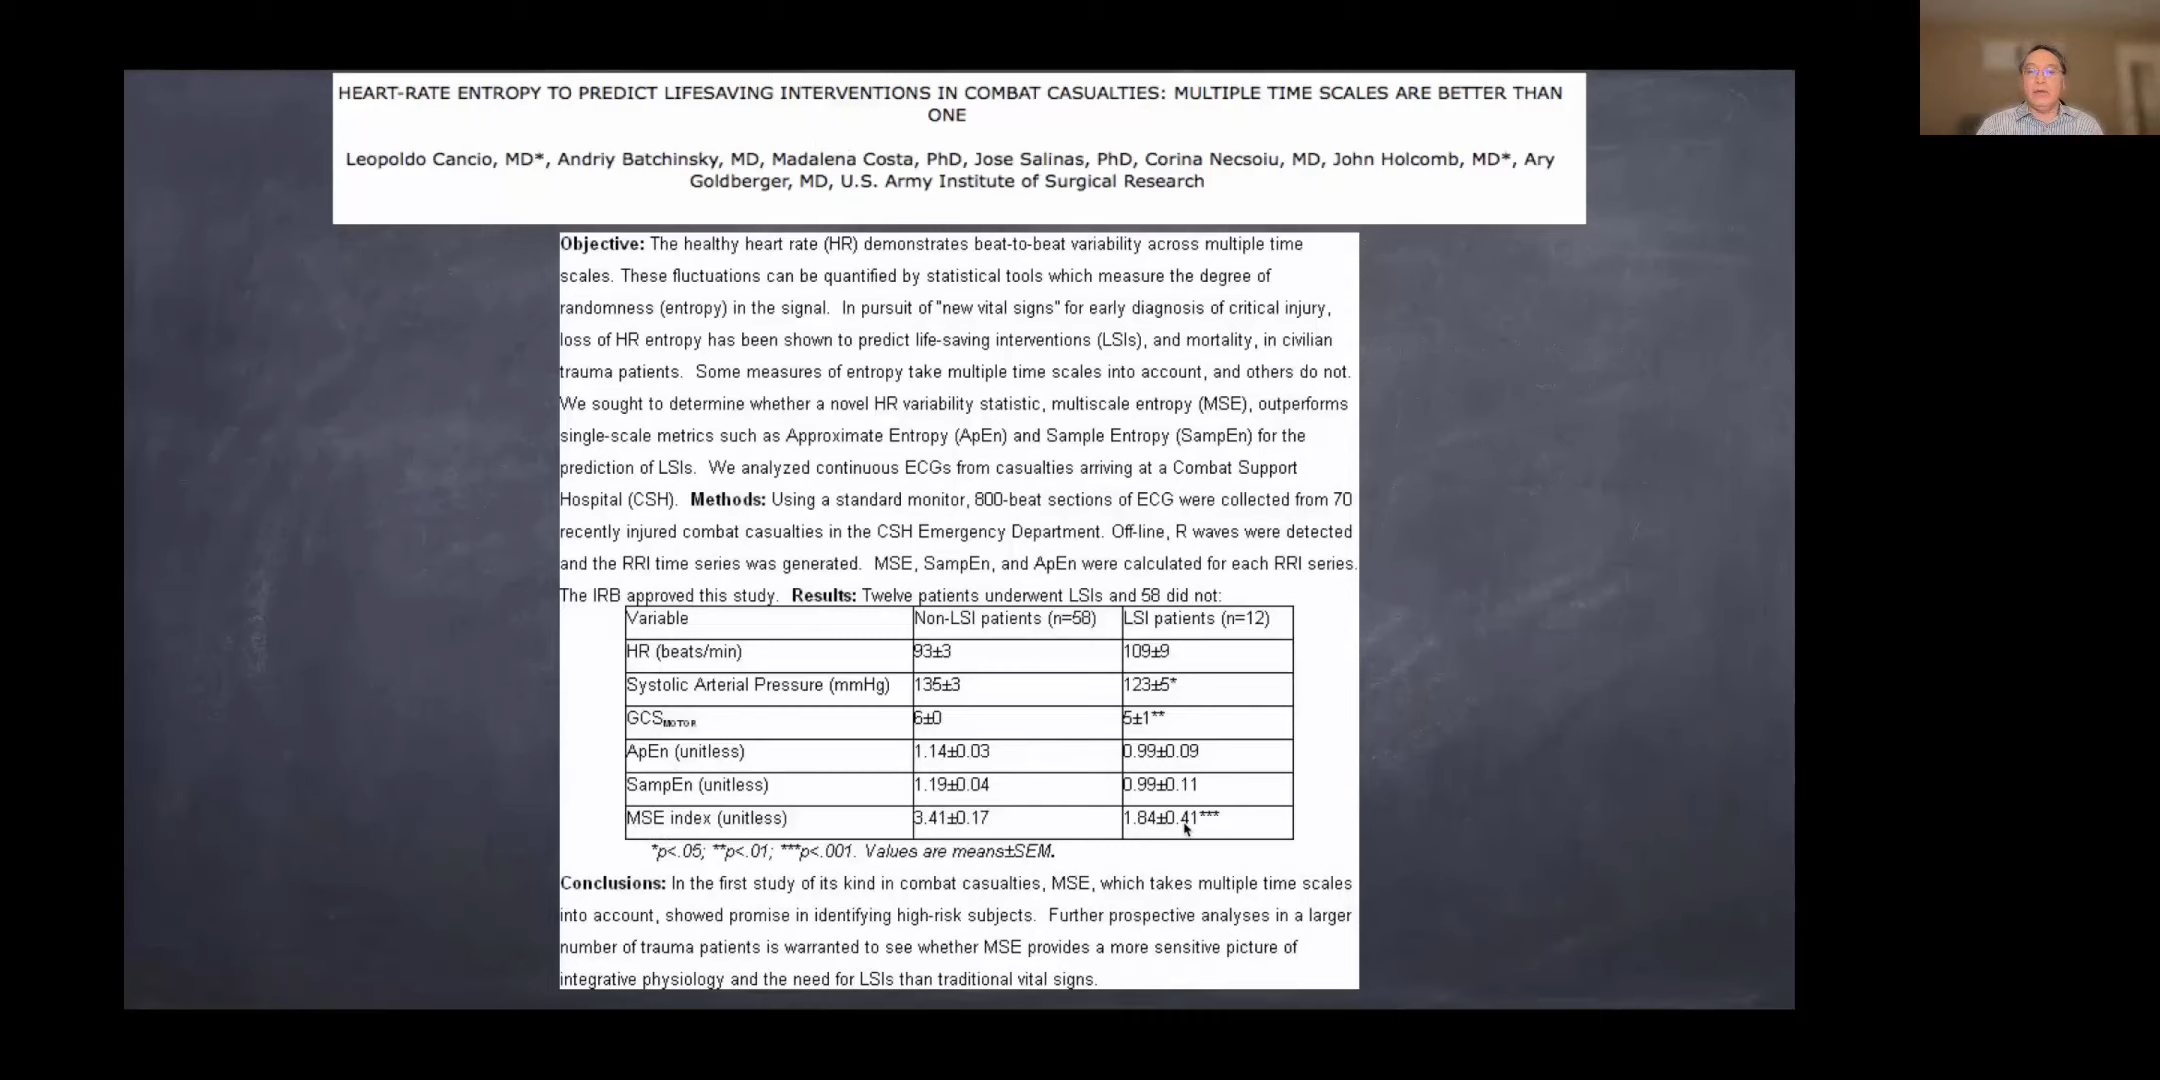 HEART-RATE ENTROPY TO PREDICT LIFESAVING INTERVENTIONS IN COMBAT CASUALTIES: MULTIPLE TIME SCALES ARE BETTER THAN
ONE
Leopoldo Cancio, MD*, Andriy Batchinsky, MD, Madalena Costa, PhD, Jose Salinas, PhD, Corina Necsoiu, MD, John Holcomb, MD*, Ary
Goldberger, MD, U.S. Army Institute of Surgical Research
Objective: The healthy heart rate (HR) demonstrates beat-to-beat variability across multiple time
scales. These fluctuations can be quantified by statistical tools which measure the degree of
randomness (entropy) in the signal. In pursuit of "new vital signs" for early diagnosis of critical injury,
loss of HR entropy has been shown to predict life-saving interventions (LSIs), and mortality, in civilian
trauma patients. Some measures of entropy take multiple time scales into account, and others do not.
We sought to determine whether a novel HR variability statistic, multiscale entropy (MSE), outperforms
single-scale metrics such as Approximate Entropy (ApEn) and Sample Entropy (SampEn) for the
prediction of LSIs. We analyzed continuous ECGs from casualties arriving at a Combat Support
Hospital (CSH). Methods: Using a standard monitor, 800-beat sections of ECG were collected from 70
recently injured combat casualties in the CSH Emergency Department. Off-line, R waves were detected
and the RRI time series was generated. MSE, SampEn, and ApEn were calculated for each RRI series.
The IRB approved this study. Results: Twelve patients underwent LSIs and 58 did not:
Variable Non-LSI patients (n=58) LSI patients (n=12)
HR (beats/min) 93±3 109±9
Systolic Arterial Pressure (mmHg) 135±3 123±5*
GCSMOTOR 6±0 5±1**
ApEn (unitless) 1.14±0.03 0.99±0.09
SampEn (unitless) 1.19±0.04 0.99±0.11
MSE index (unitless) 3.41±0.17 1.84±0.41***
*p<.05; **p<.01; ***p<.001. Values are means±SEM.
Conclusions: In the first study of its kind in combat casualties, MSE, which takes multiple time scales
into account, showed promise in identifying high-risk subjects. Further prospective analyses in a larger
number of trauma patients is warranted to see whether MSE provides a more sensitive picture of
integrative physiology and the need for LSIs than traditional vital signs.